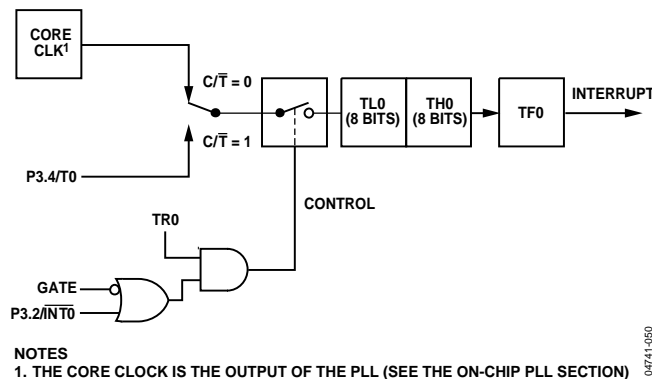 CORE
CLK¹
C/T̅ = 0
C/T̅ = 1
P3.4/T0
TL0
(8 BITS)
TH0
(8 BITS)
TF0
INTERRUPT
CONTROL
TR0
GATE
P3.2/I̅N̅T̅0̅
NOTES
1. THE CORE CLOCK IS THE OUTPUT OF THE PLL (SEE THE ON-CHIP PLL SECTION)
04741-050